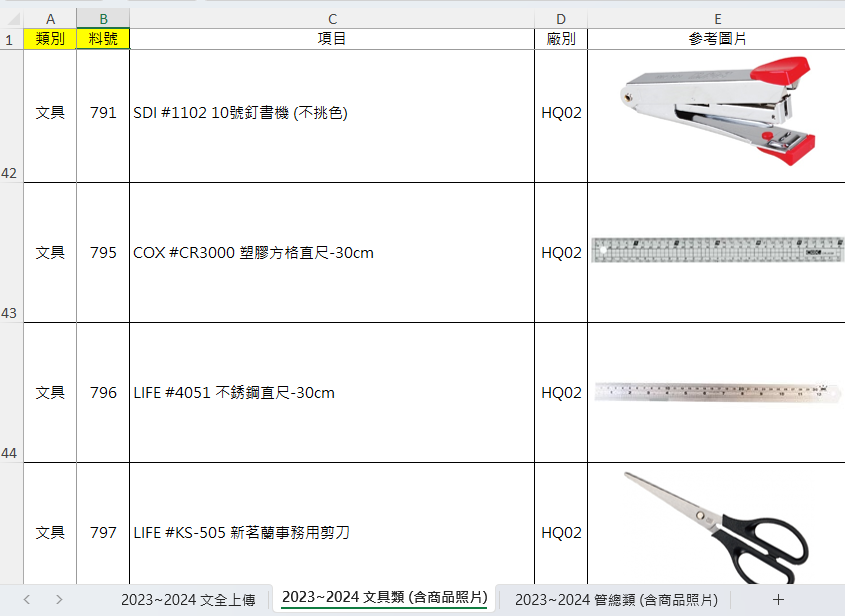 A B C D E
1 類別 料號 項目 廠別 參考圖片
42 文具 791 SDI #1102 10號釘書機 (不挑色) HQ02
43 文具 795 COX #CR3000 塑膠方格直尺-30cm HQ02
44 文具 796 LIFE #4051 不銹鋼直尺-30cm HQ02
文具 797 LIFE #KS-505 新茗蘭事務用剪刀 HQ02
2023~2024 文全上傳 2023~2024 文具類 (含商品照片) 2023~2024 管總類 (含商品照片) +